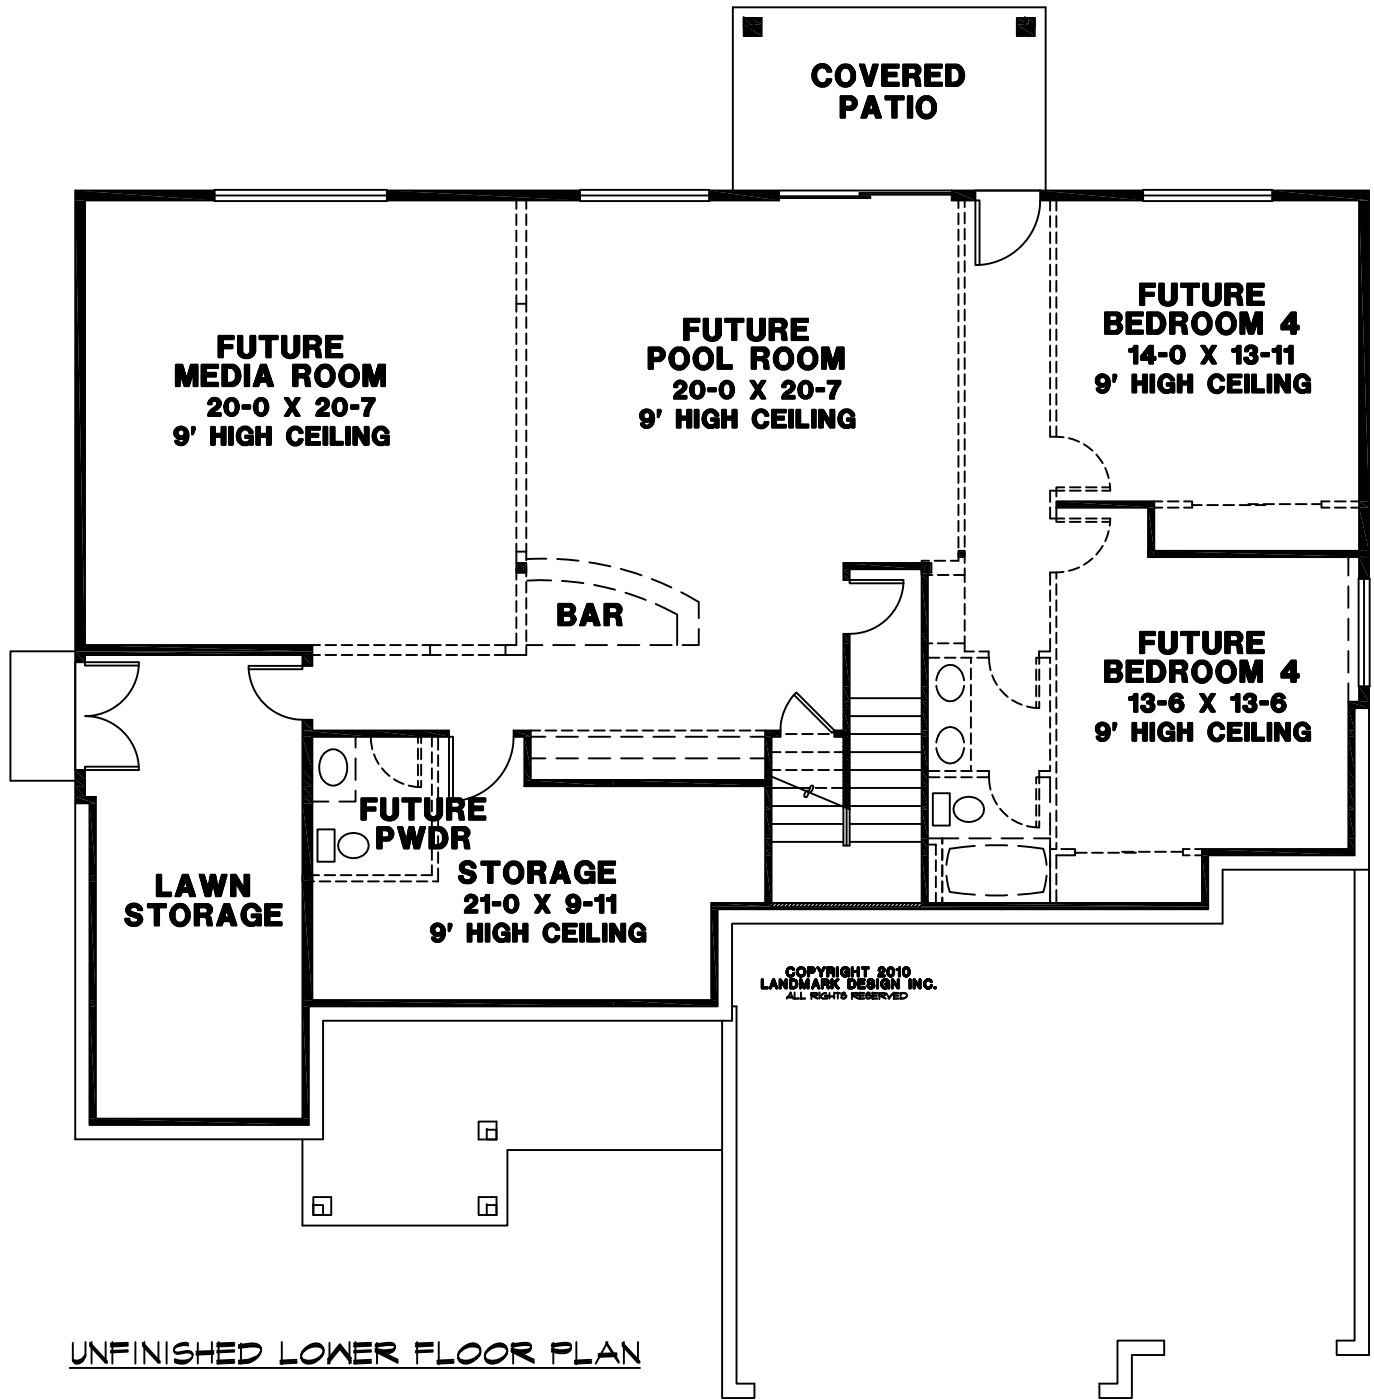 COVERED
PATIO
FUTURE
MEDIA ROOM
20-0 X 20-7
9' HIGH CEILING
FUTURE
POOL ROOM
20-0 X 20-7
9' HIGH CEILING
FUTURE
BEDROOM 4
14-0 X 13-11
9' HIGH CEILING
BAR
FUTURE
BEDROOM 4
13-6 X 13-6
9' HIGH CEILING
FUTURE
PWDR
LAWN
STORAGE
STORAGE
21-0 X 9-11
9' HIGH CEILING
COPYRIGHT 2010
LANDMARK DESIGN INC.
ALL RIGHTS RESERVED
UNFINISHED LOWER FLOOR PLAN